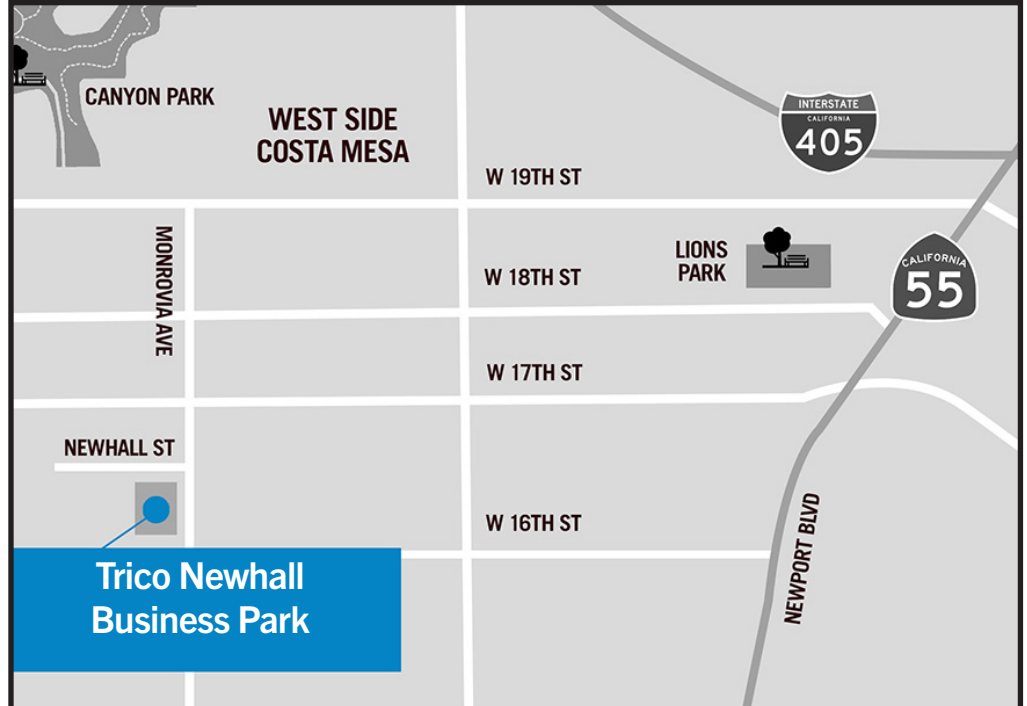 CANYON PARK
WEST SIDE
COSTA MESA
INTERSTATE
CALIFORNIA
405
W 19TH ST
MONROVIA AVE
LIONS
PARK
W 18TH ST
CALIFORNIA
55
W 17TH ST
NEWHALL ST
W 16TH ST
NEWPORT BLVD
Trico Newhall
Business Park